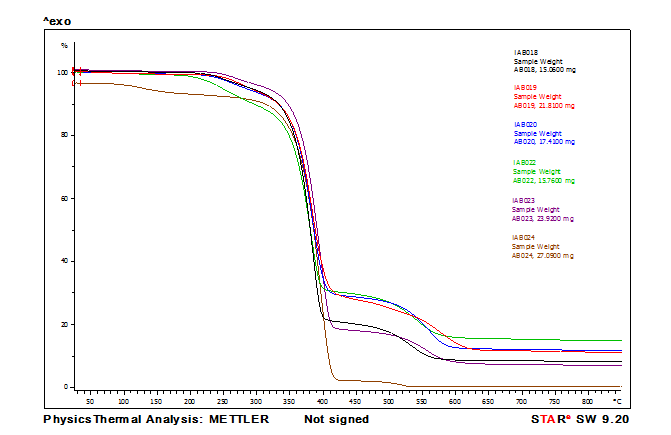 ^exo
%
100
80
60
40
20
0
50 100 150 200 250 300 350 400 450 500 550 600 650 700 750 800 °C
IAB018
Sample Weight
AB018, 15.0600 mg
IAB019
Sample Weight
AB019, 21.8100 mg
IAB020
Sample Weight
AB020, 17.4100 mg
IAB022
Sample Weight
AB022, 15.7600 mg
IAB023
Sample Weight
AB023, 23.9200 mg
IAB024
Sample Weight
AB024, 27.0900 mg
PhysicsThermal Analysis: METTLER Not signed STARe SW 9.20